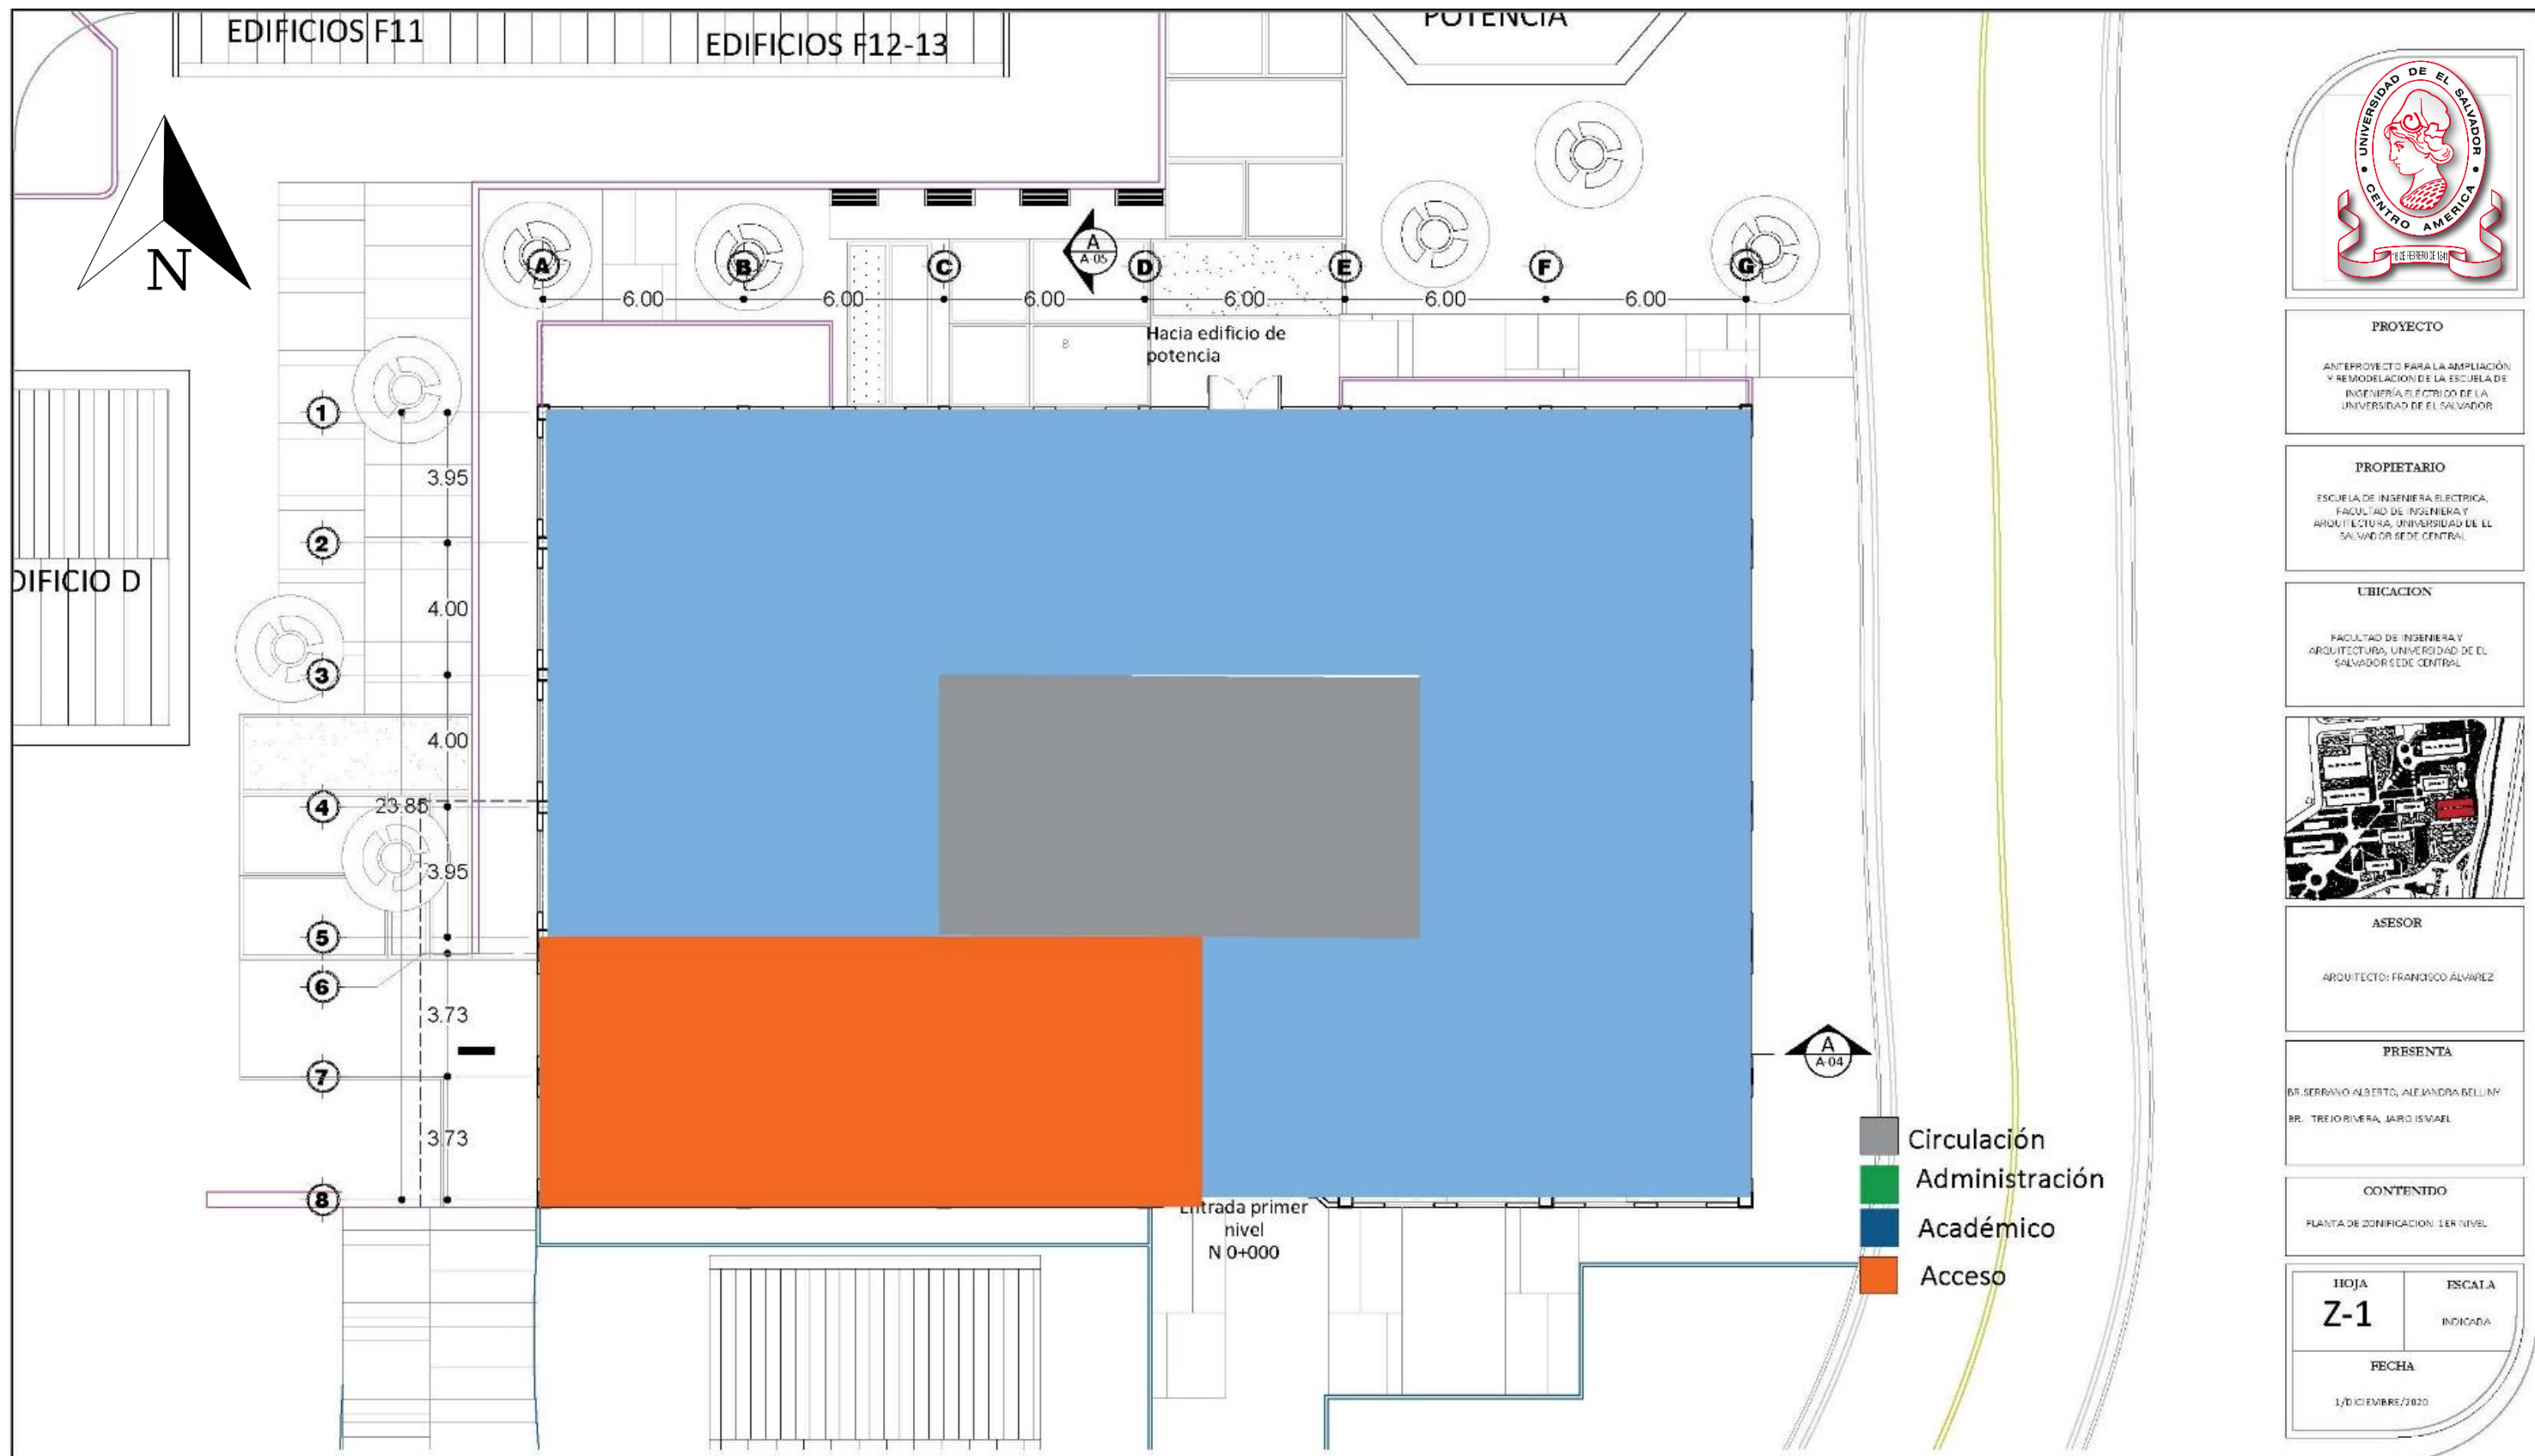 EDIFICIOS F11
EDIFICIOS F12-13
POTENCIA
N
A
A-05
A
B
C
D
E
F
G
6.00
6.00
6.00
6.00
6.00
6.00
Hacia edificio de
potencia
B
1
2
3
4
5
6
7
8
3.95
4.00
4.00
23.85
3.95
3.73
3.73
DIFICIO D
A
A-04
Entrada primer
nivel
N 0+000
Circulación
Administración
Académico
Acceso
UNIVERSIDAD DE EL SALVADOR
CENTRO AMERICA
16 DE FEBRERO DE 1841
PROYECTO
ANTEPROYECTO PARA LA AMPLIACIÓN
Y REMODELACION DE LA ESCUELA DE
INGENIERÍA ELÉCTRICO DE LA
UNIVERSIDAD DE EL SALVADOR
PROPIETARIO
ESCUELA DE INGENIERA ELECTRICA,
FACULTAD DE INGENIERA Y
ARQUITECTURA, UNIVERSIDAD DE EL
SALVADOR SEDE CENTRAL
UBICACION
FACULTAD DE INGENIERA Y
ARQUITECTURA, UNIVERSIDAD DE EL
SALVADOR SEDE CENTRAL
ASESOR
ARQUITECTO: FRANCISCO ÁLVAREZ
PRESENTA
BR.SERRANO ALBERTO, ALEJANDRA BELLINY
BR. TREJO RIVERA, JAIRO ISMAEL
CONTENIDO
PLANTA DE ZONIFICACION 1ER NIVEL
HOJA
Z-1
ESCALA
INDICADA
FECHA
1/DICIEMBRE/2020